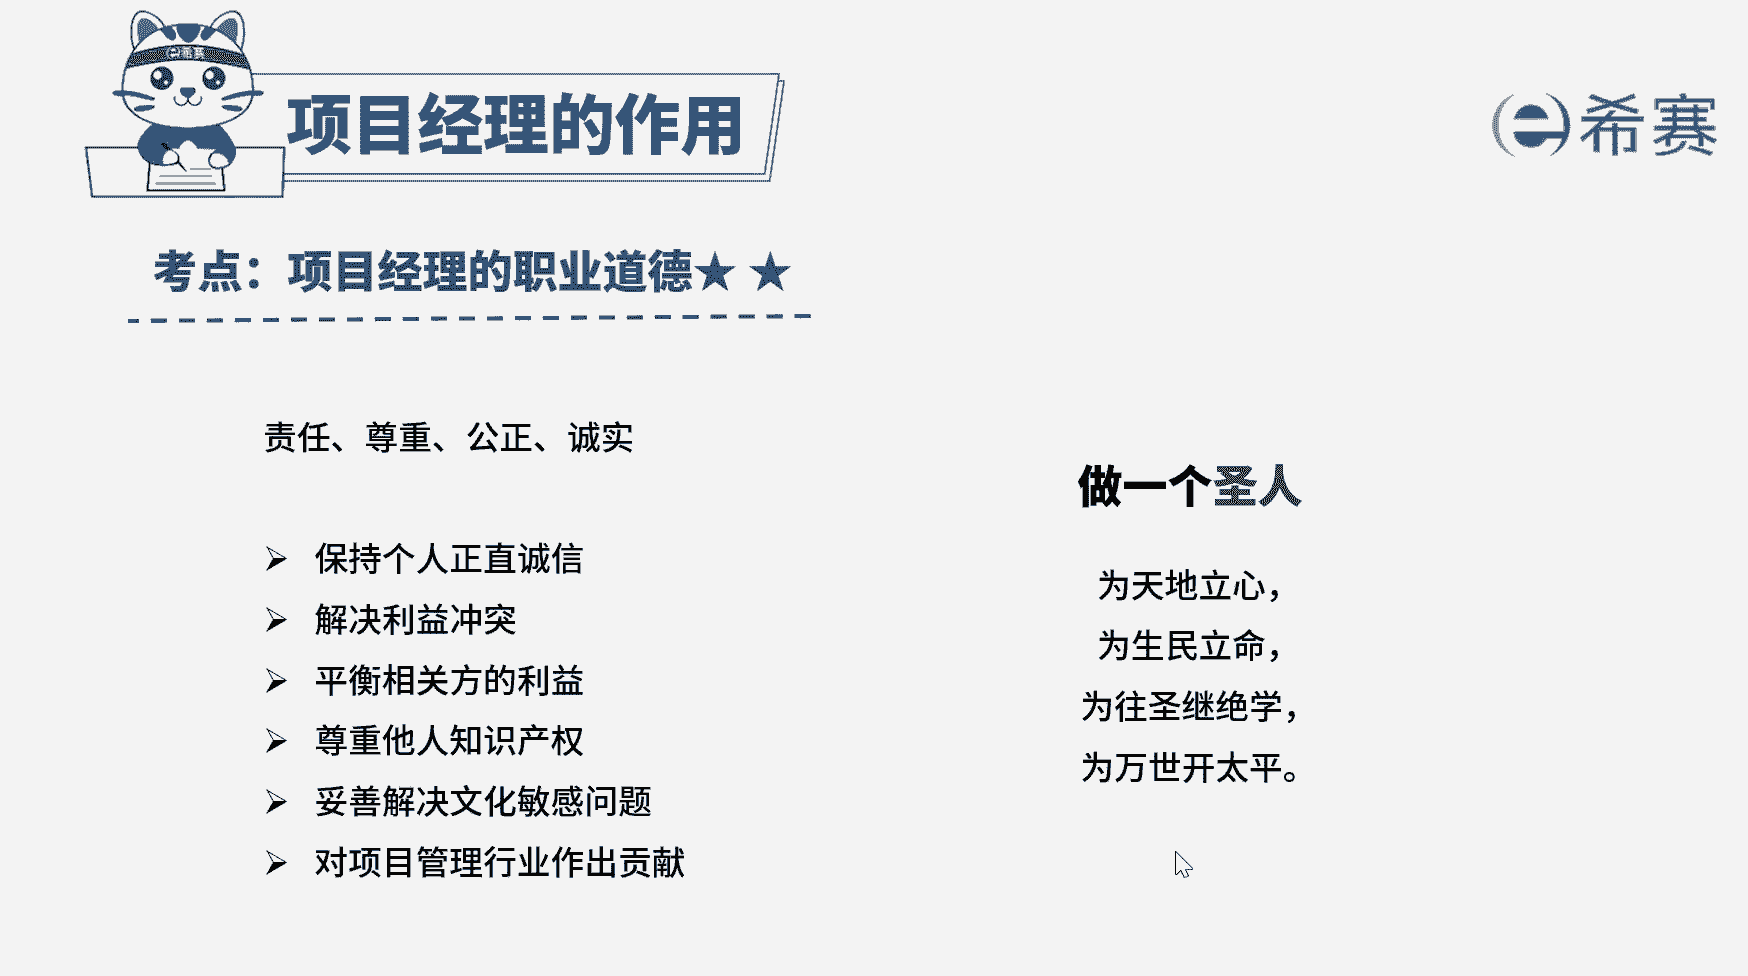 希赛
项目经理的作用
希赛
考点：项目经理的职业道德★ ★
责任、尊重、公正、诚实
保持个人正直诚信
解决利益冲突
平衡相关方的利益
尊重他人知识产权
妥善解决文化敏感问题
对项目管理行业作出贡献
做一个圣人
为天地立心，
为生民立命，
为往圣继绝学，
为万世开太平。